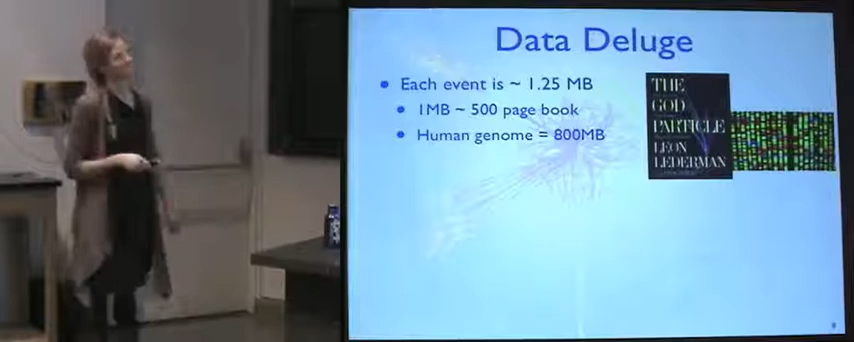 Data Deluge
Each event is ~ 1.25 MB
1MB ~ 500 page book
Human genome = 800MB
THE
GOD
PARTICLE
LEON
LEDERMAN